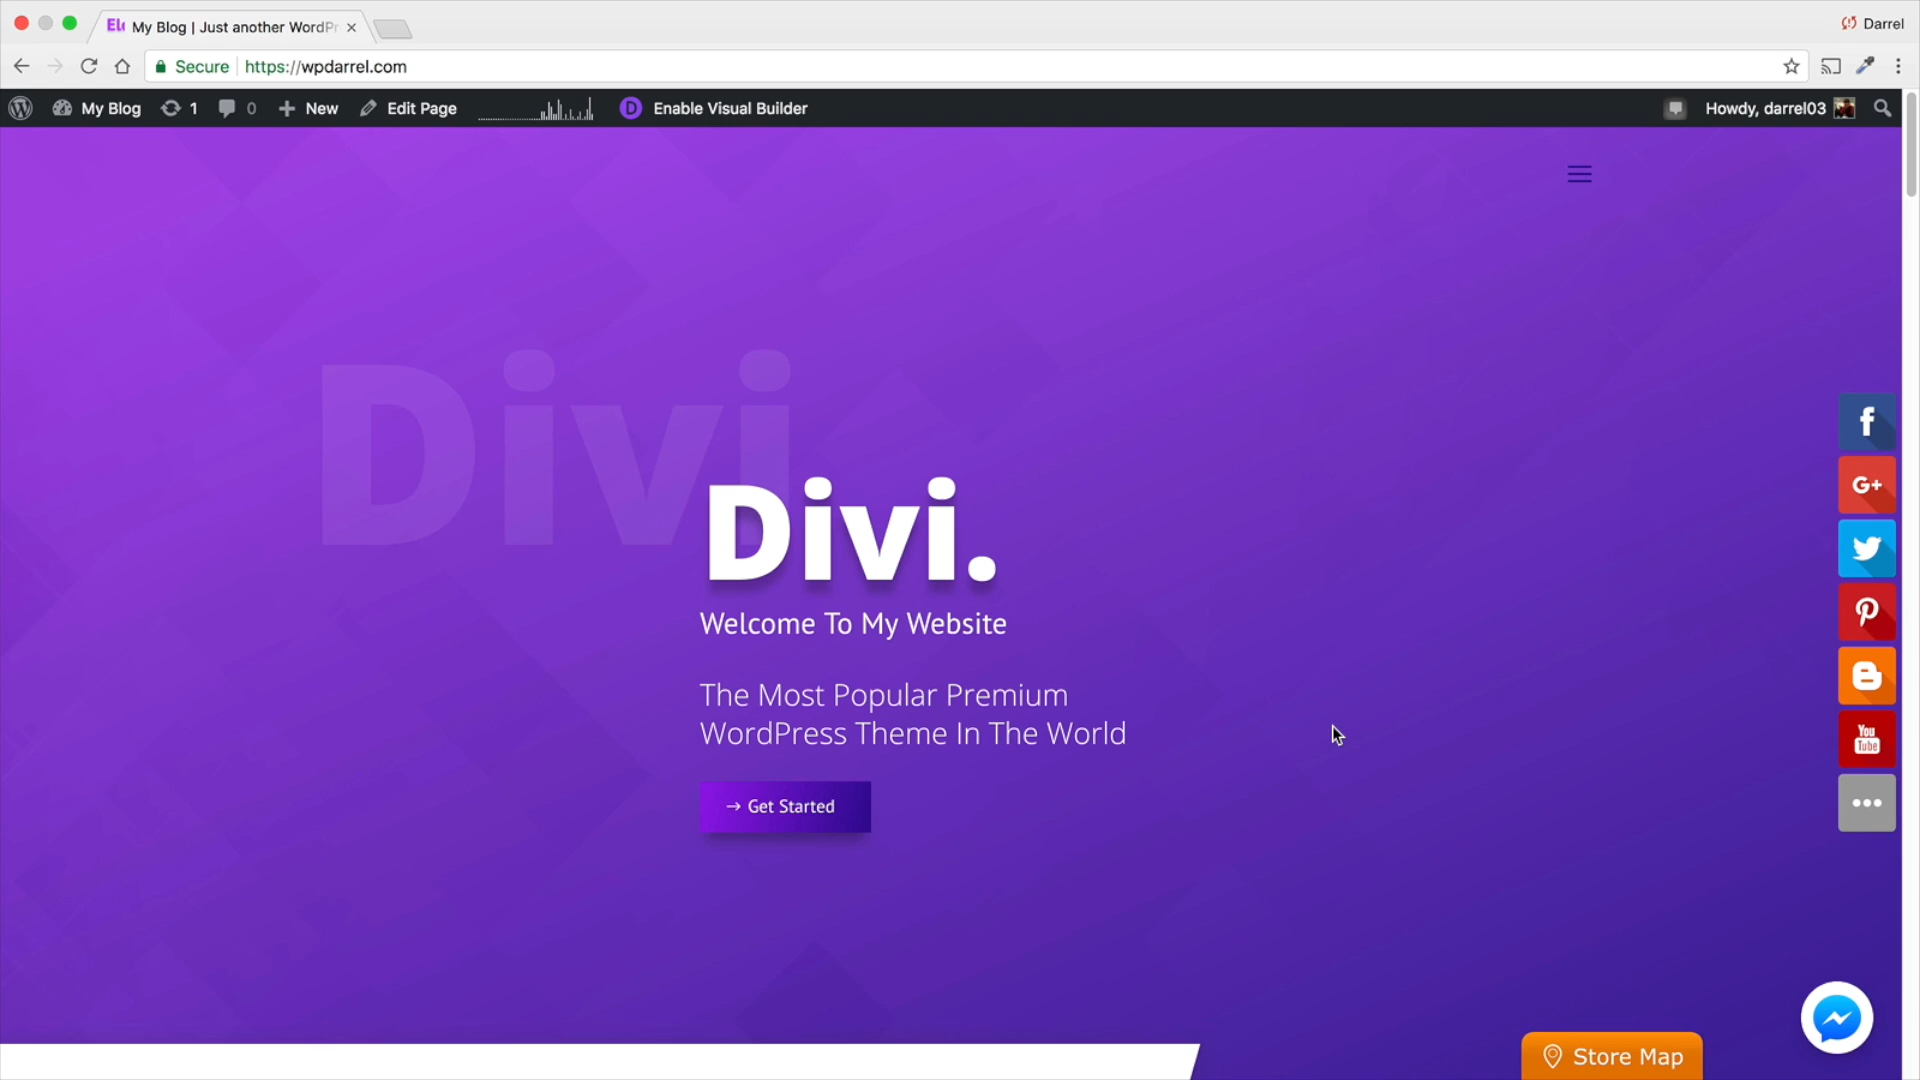 My Blog | Just another WordPr
Darrel
Secure
https://wpdarrel.com
My Blog
1
0
New
Edit Page
D
Enable Visual Builder
Howdy, darrel03
Divi
Divi.
Welcome To My Website
The Most Popular Premium
WordPress Theme In The World
→ Get Started
f
G+
You
Tube
Store Map